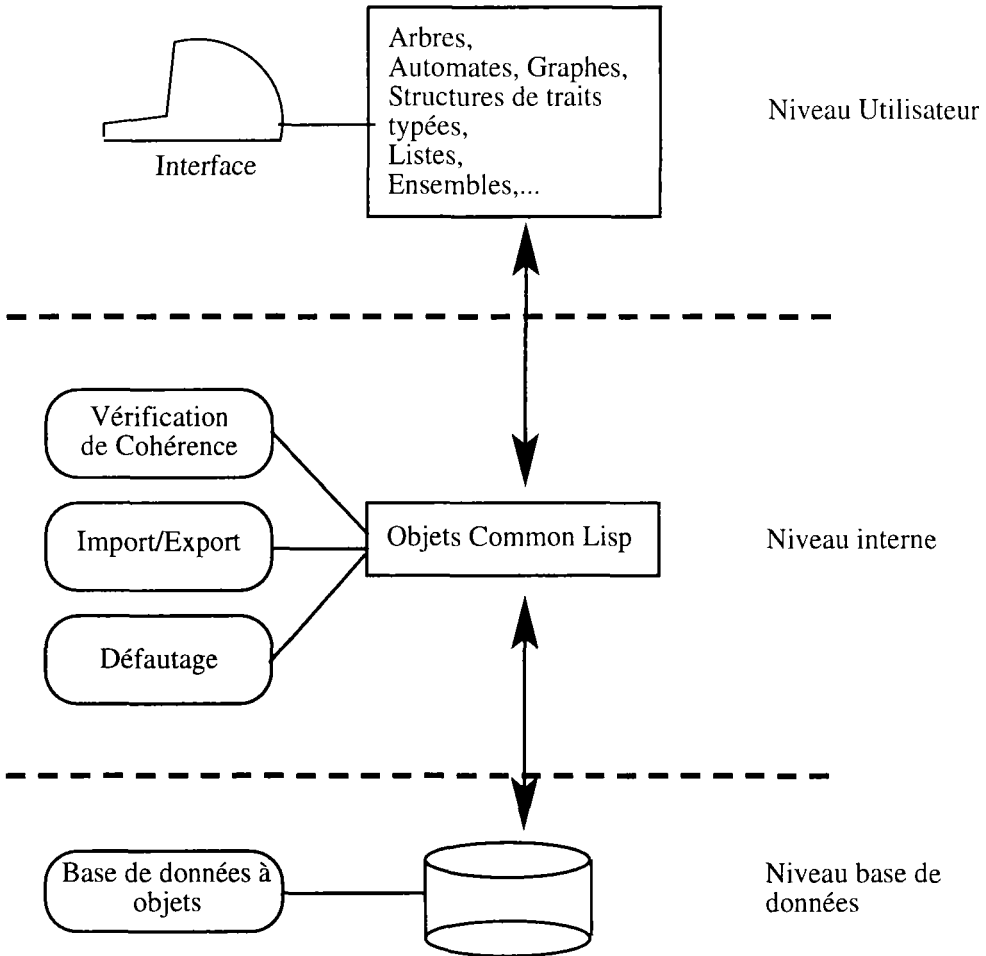 Arbres,
Automates, Graphes,
Structures de traits
typées,
Listes,
Ensembles,...
Niveau Utilisateur
Interface
Vérification
de Cohérence
Import/Export
Objets Common Lisp
Niveau interne
Défautage
Base de données à
objets
Niveau base de
données